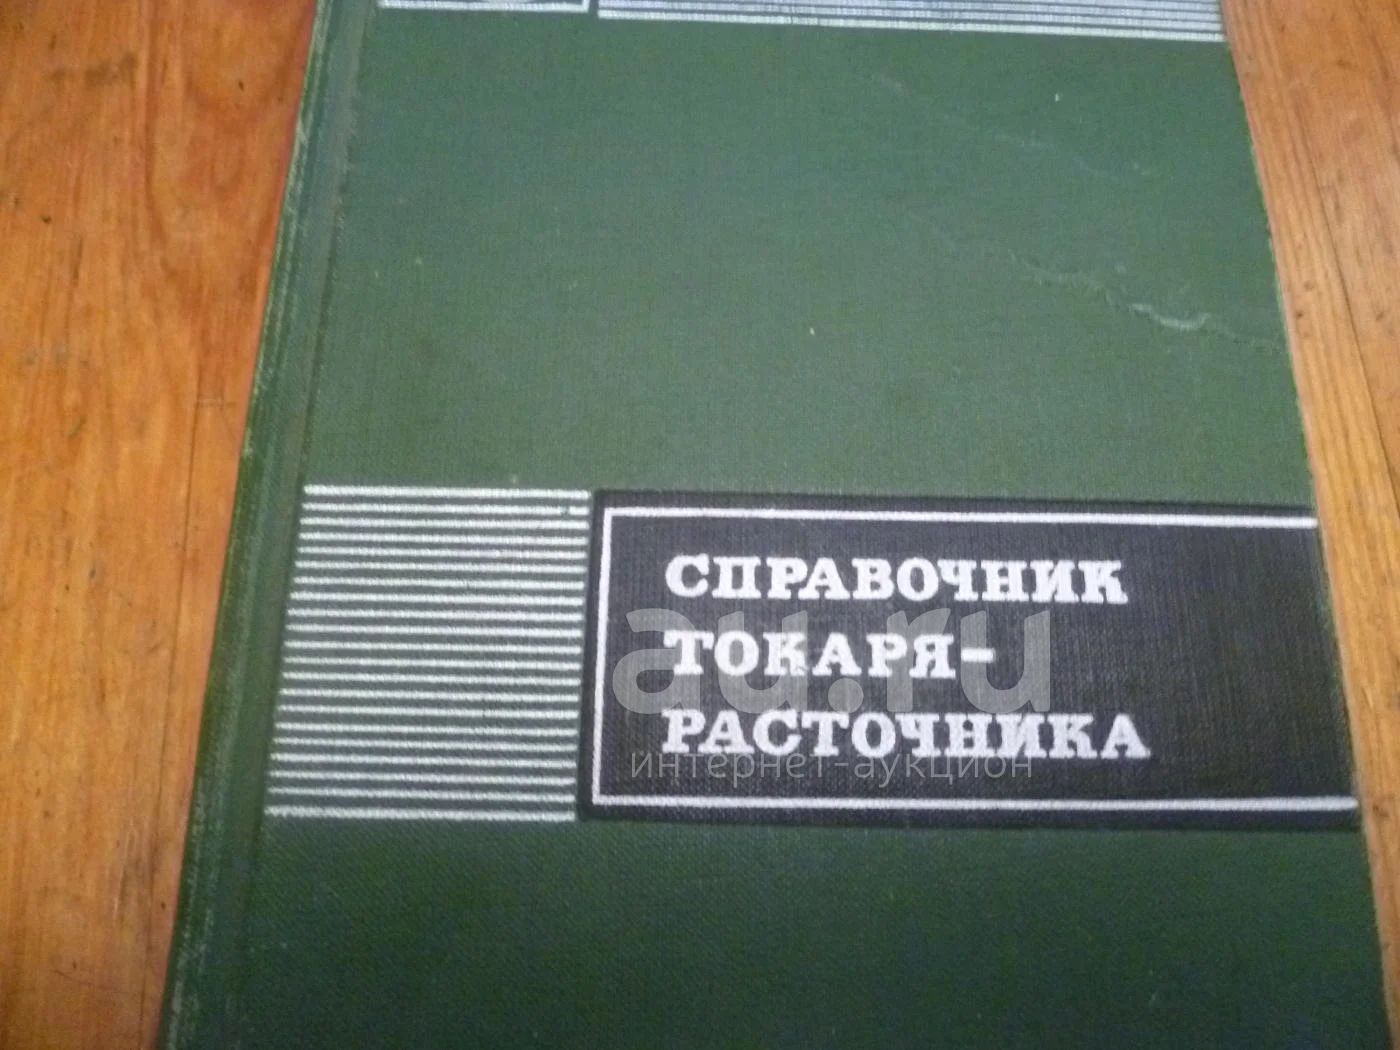 СПРАВОЧНИК
ТОКАРЯ-
РАСТОЧНИКА
au.ru
интернет-аукцион